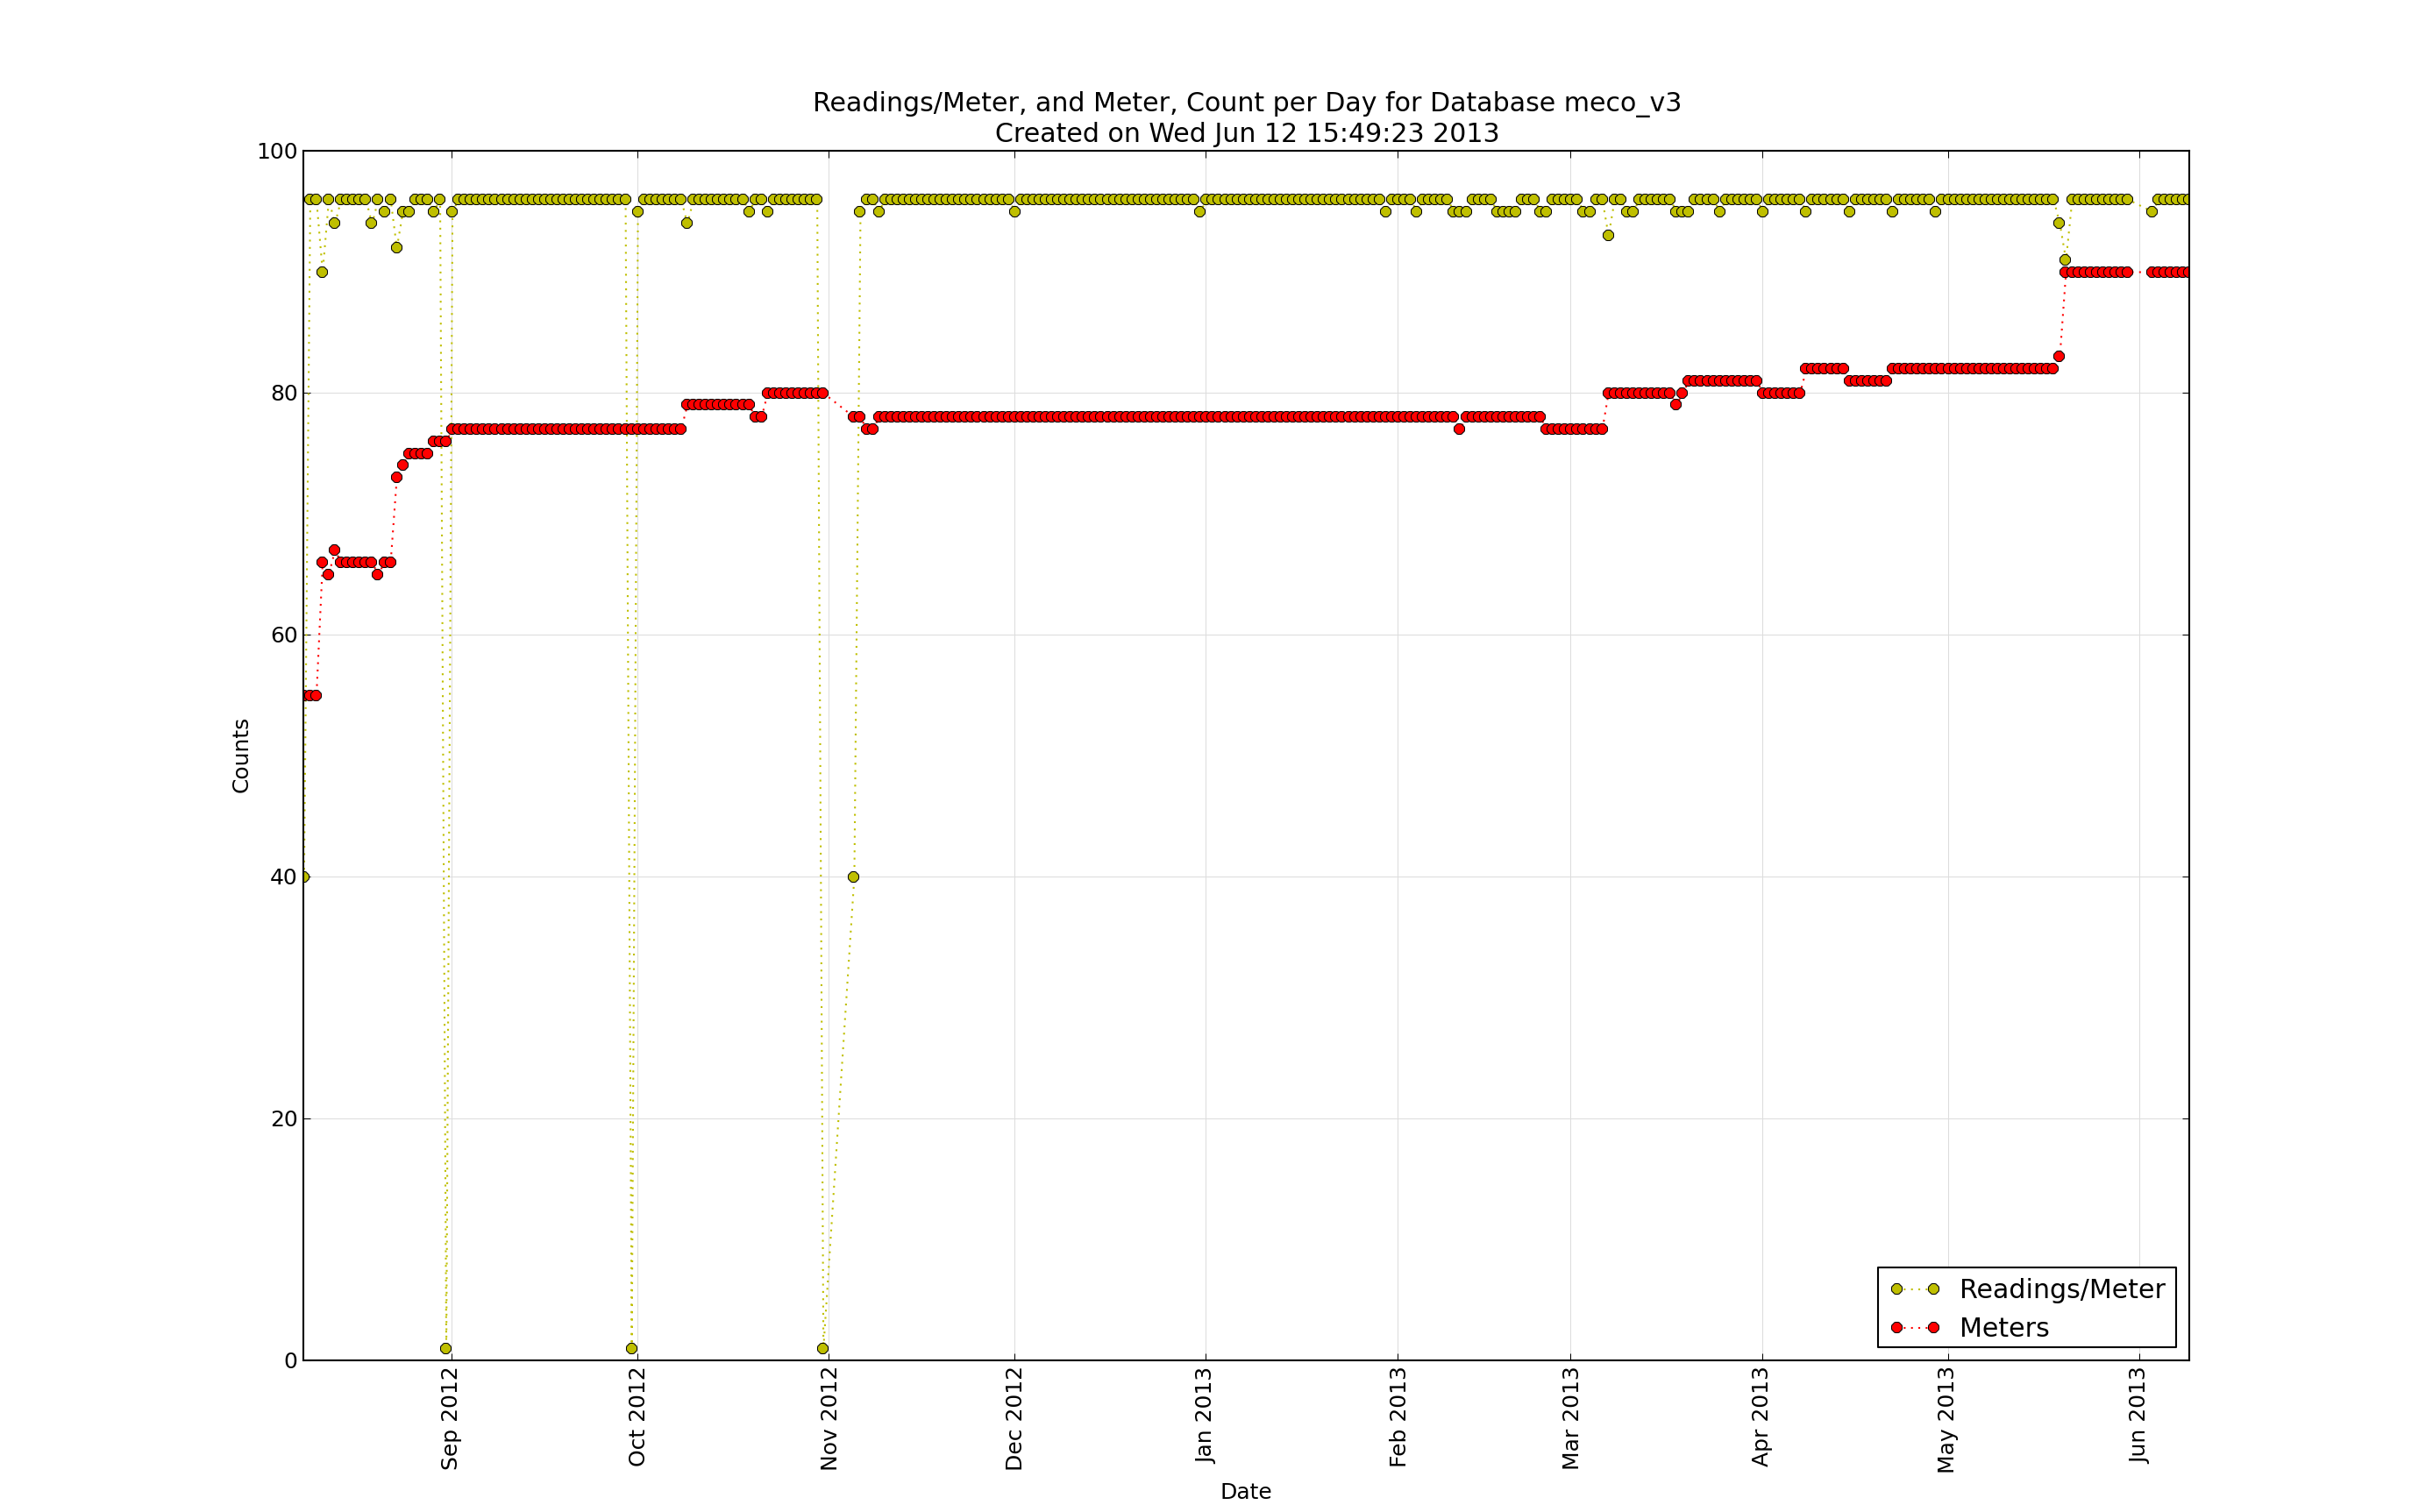 Readings/Meter, and Meter, Count per Day for Database meco_v3
Created on Wed Jun 12 15:49:23 2013
100
80
60
40
20
0
Counts
Readings/Meter
Meters
Sep 2012
Oct 2012
Nov 2012
Dec 2012
Jan 2013
Feb 2013
Mar 2013
Apr 2013
May 2013
Jun 2013
Date